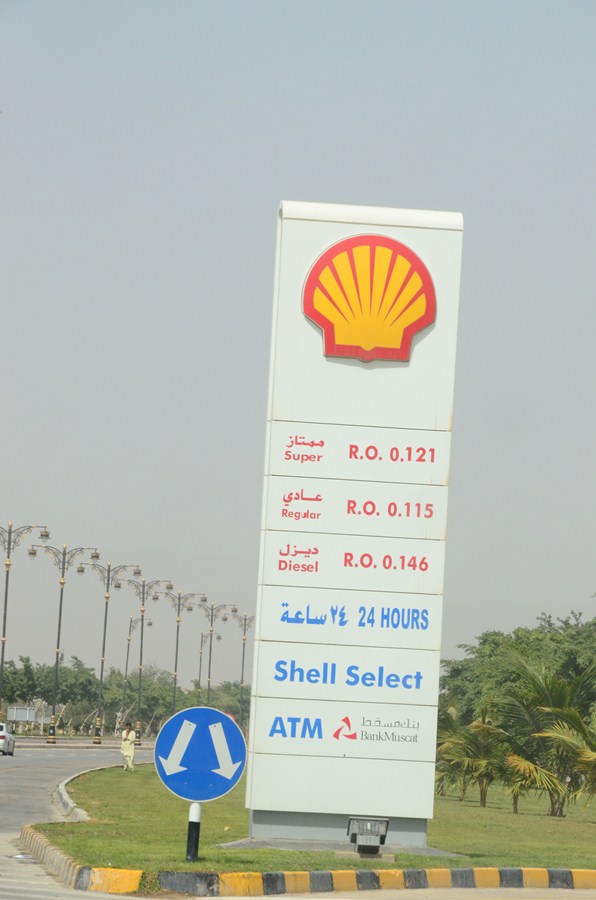 ممتاز
Super R.O. 0.121
عادي
Regular R.O. 0.115
ديزل
Diesel R.O. 0.146
٢٤ ساعة 24 HOURS
Shell Select
ATM بنك مسقط
BankMuscat